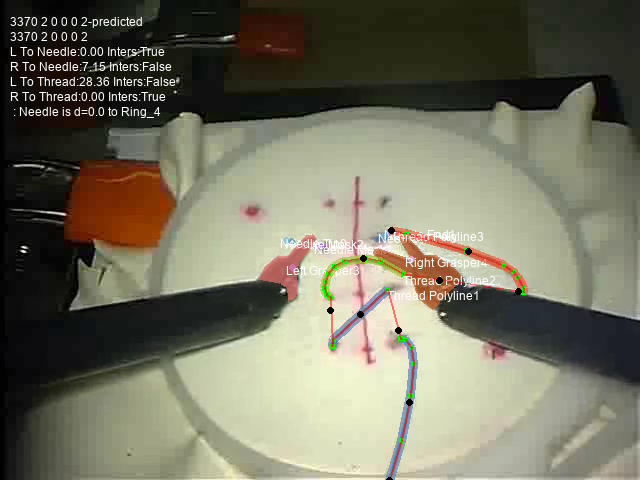 3370 2 0 0 0 2-predicted
3370 2 0 0 0 2
L To Needle:0.00 Inters:True
R To Needle:7.15 Inters:False
L To Thread:28.36 Inters:False
R To Thread:0.00 Inters:True
: Needle is d=0.0 to Ring_4
Thread Polyline3
Right Grasper4
Left Grasper3
Thread Polyline2
Thread Polyline1